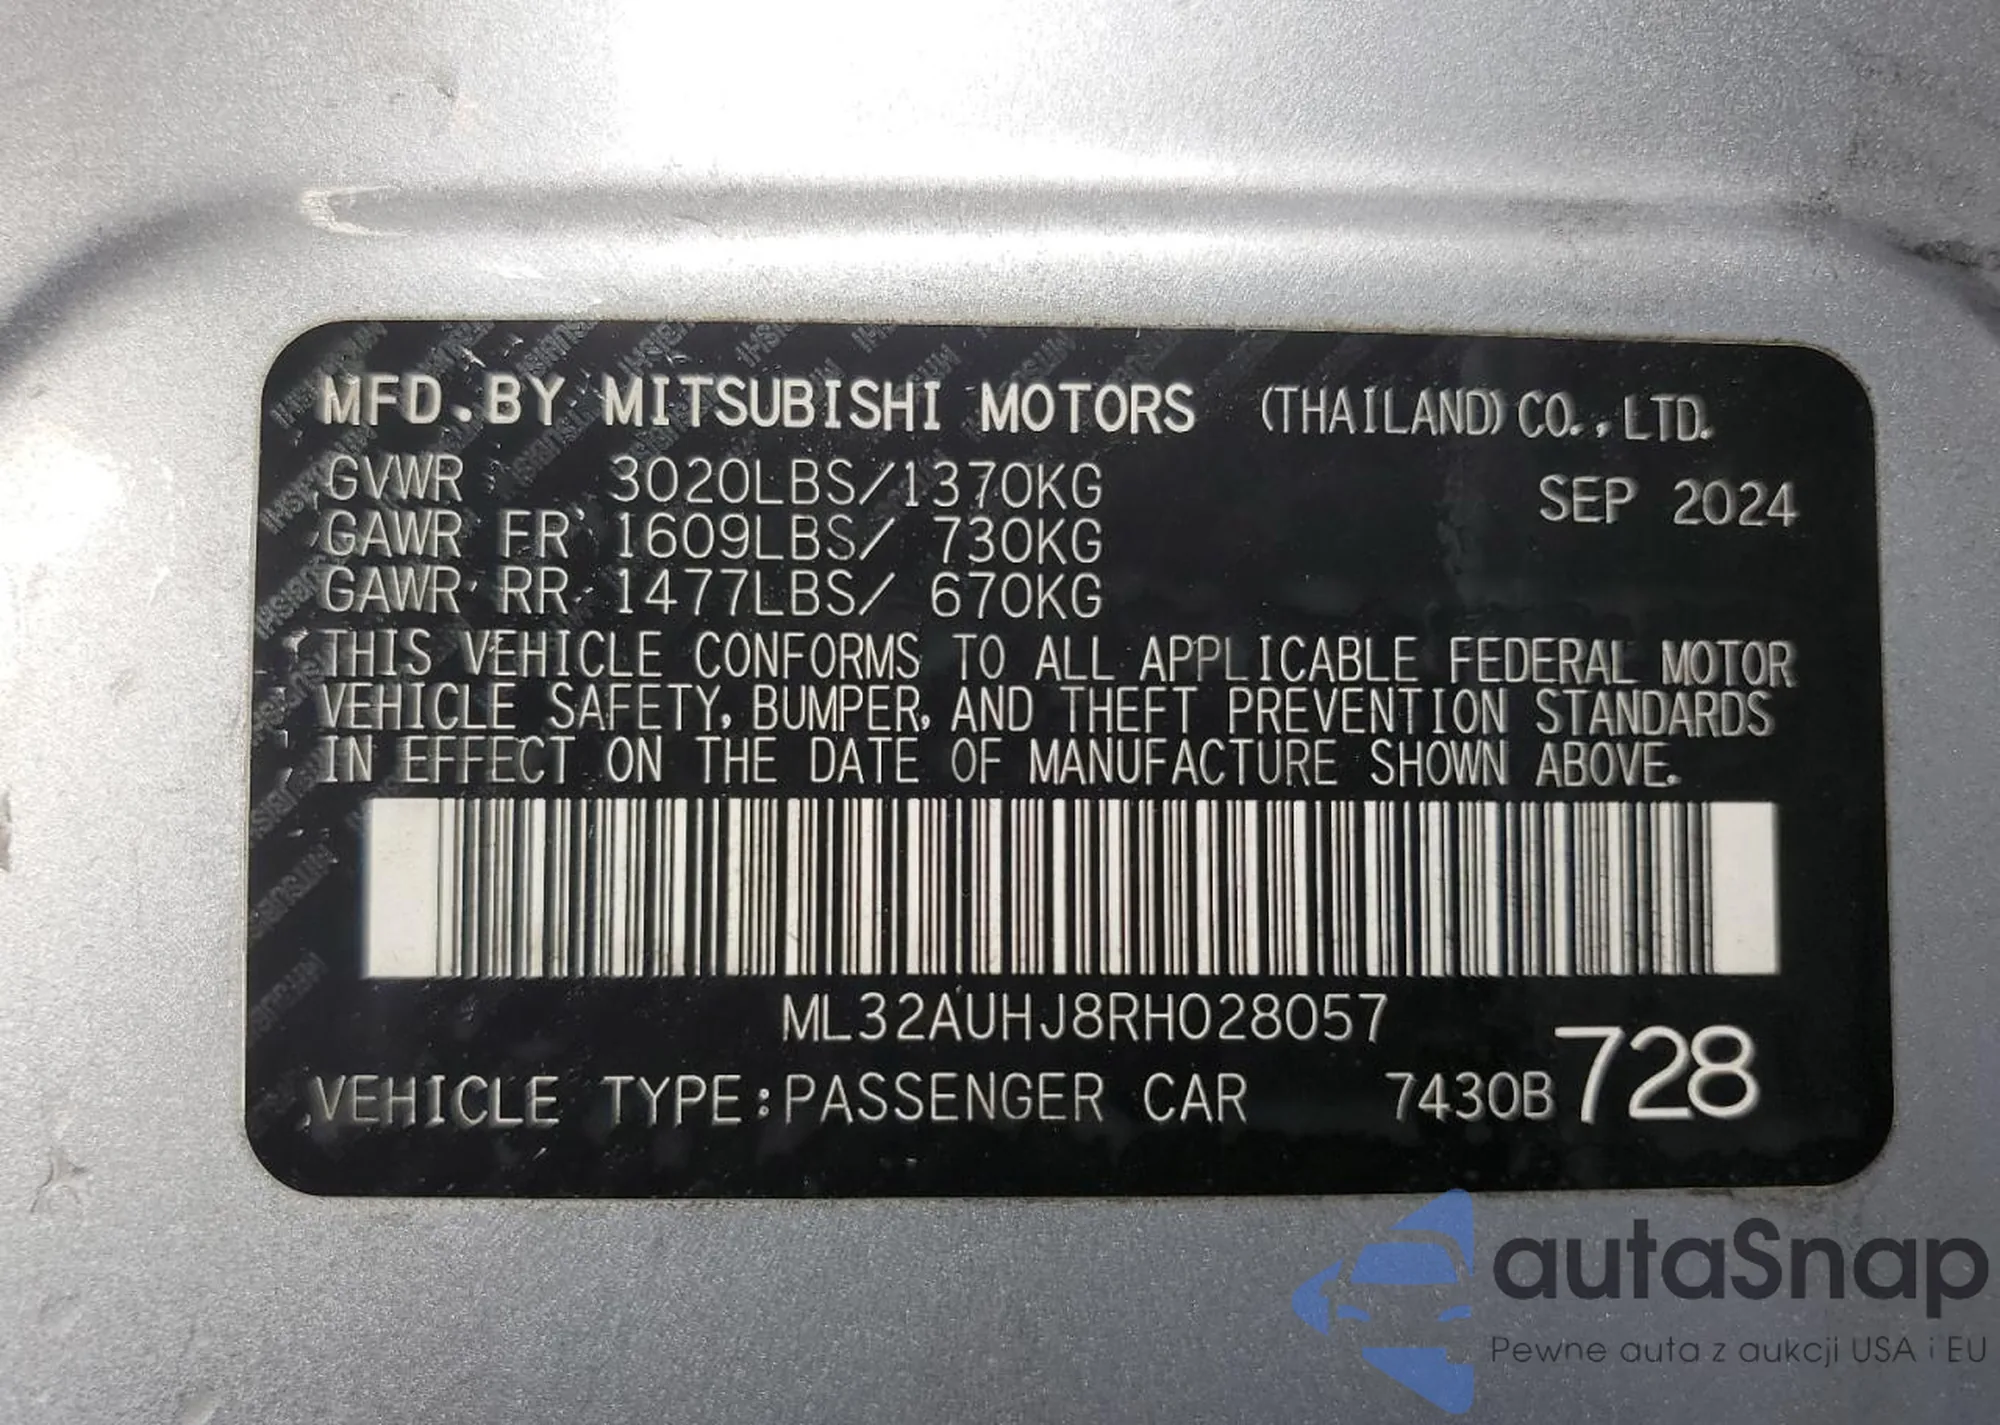 MFD.BY MITSUBISHI MOTORS (THAILAND) CO.,LTD.
GVWR 3020LBS/1370KG SEP 2024
GAWR FR 1609LBS/ 730KG
GAWR RR 1477LBS/ 670KG
THIS VEHICLE CONFORMS TO ALL APPLICABLE FEDERAL MOTOR
VEHICLE SAFETY, BUMPER, AND THEFT PREVENTION STANDARDS
IN EFFECT ON THE DATE OF MANUFACTURE SHOWN ABOVE.
ML32AUHJ8RH028057
VEHICLE TYPE:PASSENGER CAR 7430B 728
autaSnap
Pewne auta z aukcji USA i EU